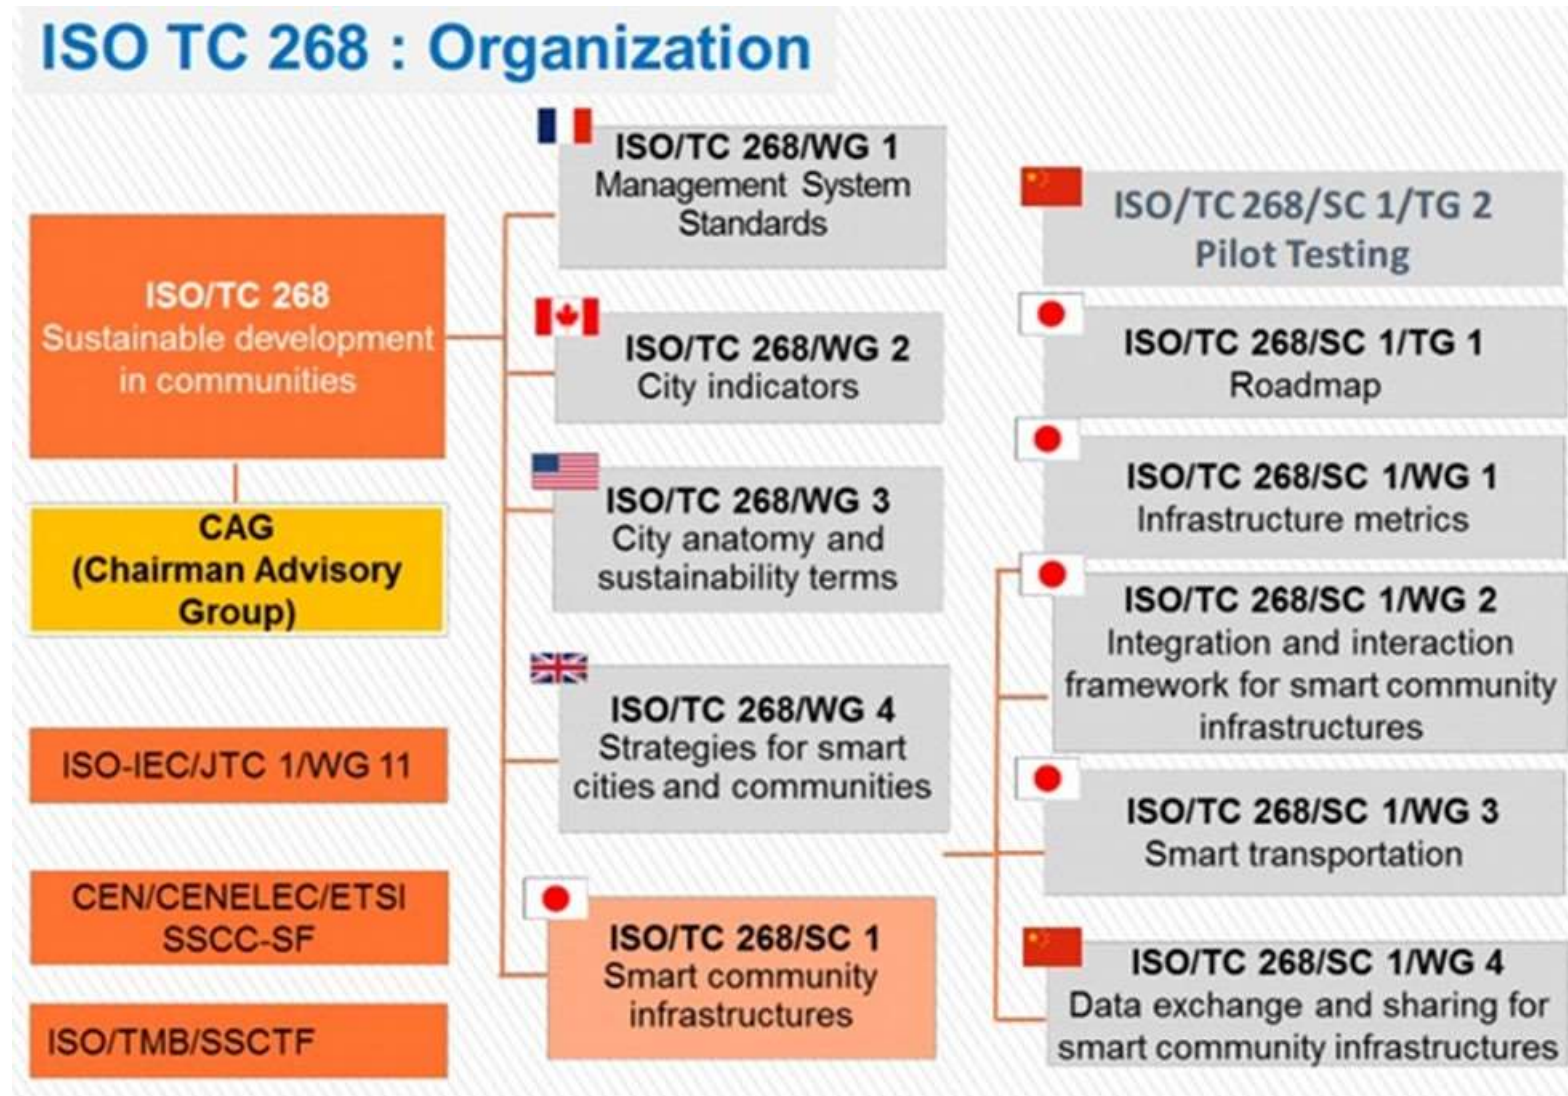 ISO TC 268 : Organization
ISO/TC 268
Sustainable development
in communities
CAG
(Chairman Advisory
Group)
ISO-IEC/JTC 1/WG 11
CEN/CENELEC/ETSI
SSCC-SF
ISO/TMB/SSCTF
ISO/TC 268/WG 1
Management System
Standards
ISO/TC 268/WG 2
City indicators
ISO/TC 268/WG 3
City anatomy and
sustainability terms
ISO/TC 268/WG 4
Strategies for smart
cities and communities
ISO/TC 268/SC 1
Smart community
infrastructures
ISO/TC 268/SC 1/TG 2
Pilot Testing
ISO/TC 268/SC 1/TG 1
Roadmap
ISO/TC 268/SC 1/WG 1
Infrastructure metrics
ISO/TC 268/SC 1/WG 2
Integration and interaction
framework for smart community
infrastructures
ISO/TC 268/SC 1/WG 3
Smart transportation
ISO/TC 268/SC 1/WG 4
Data exchange and sharing for
smart community infrastructures